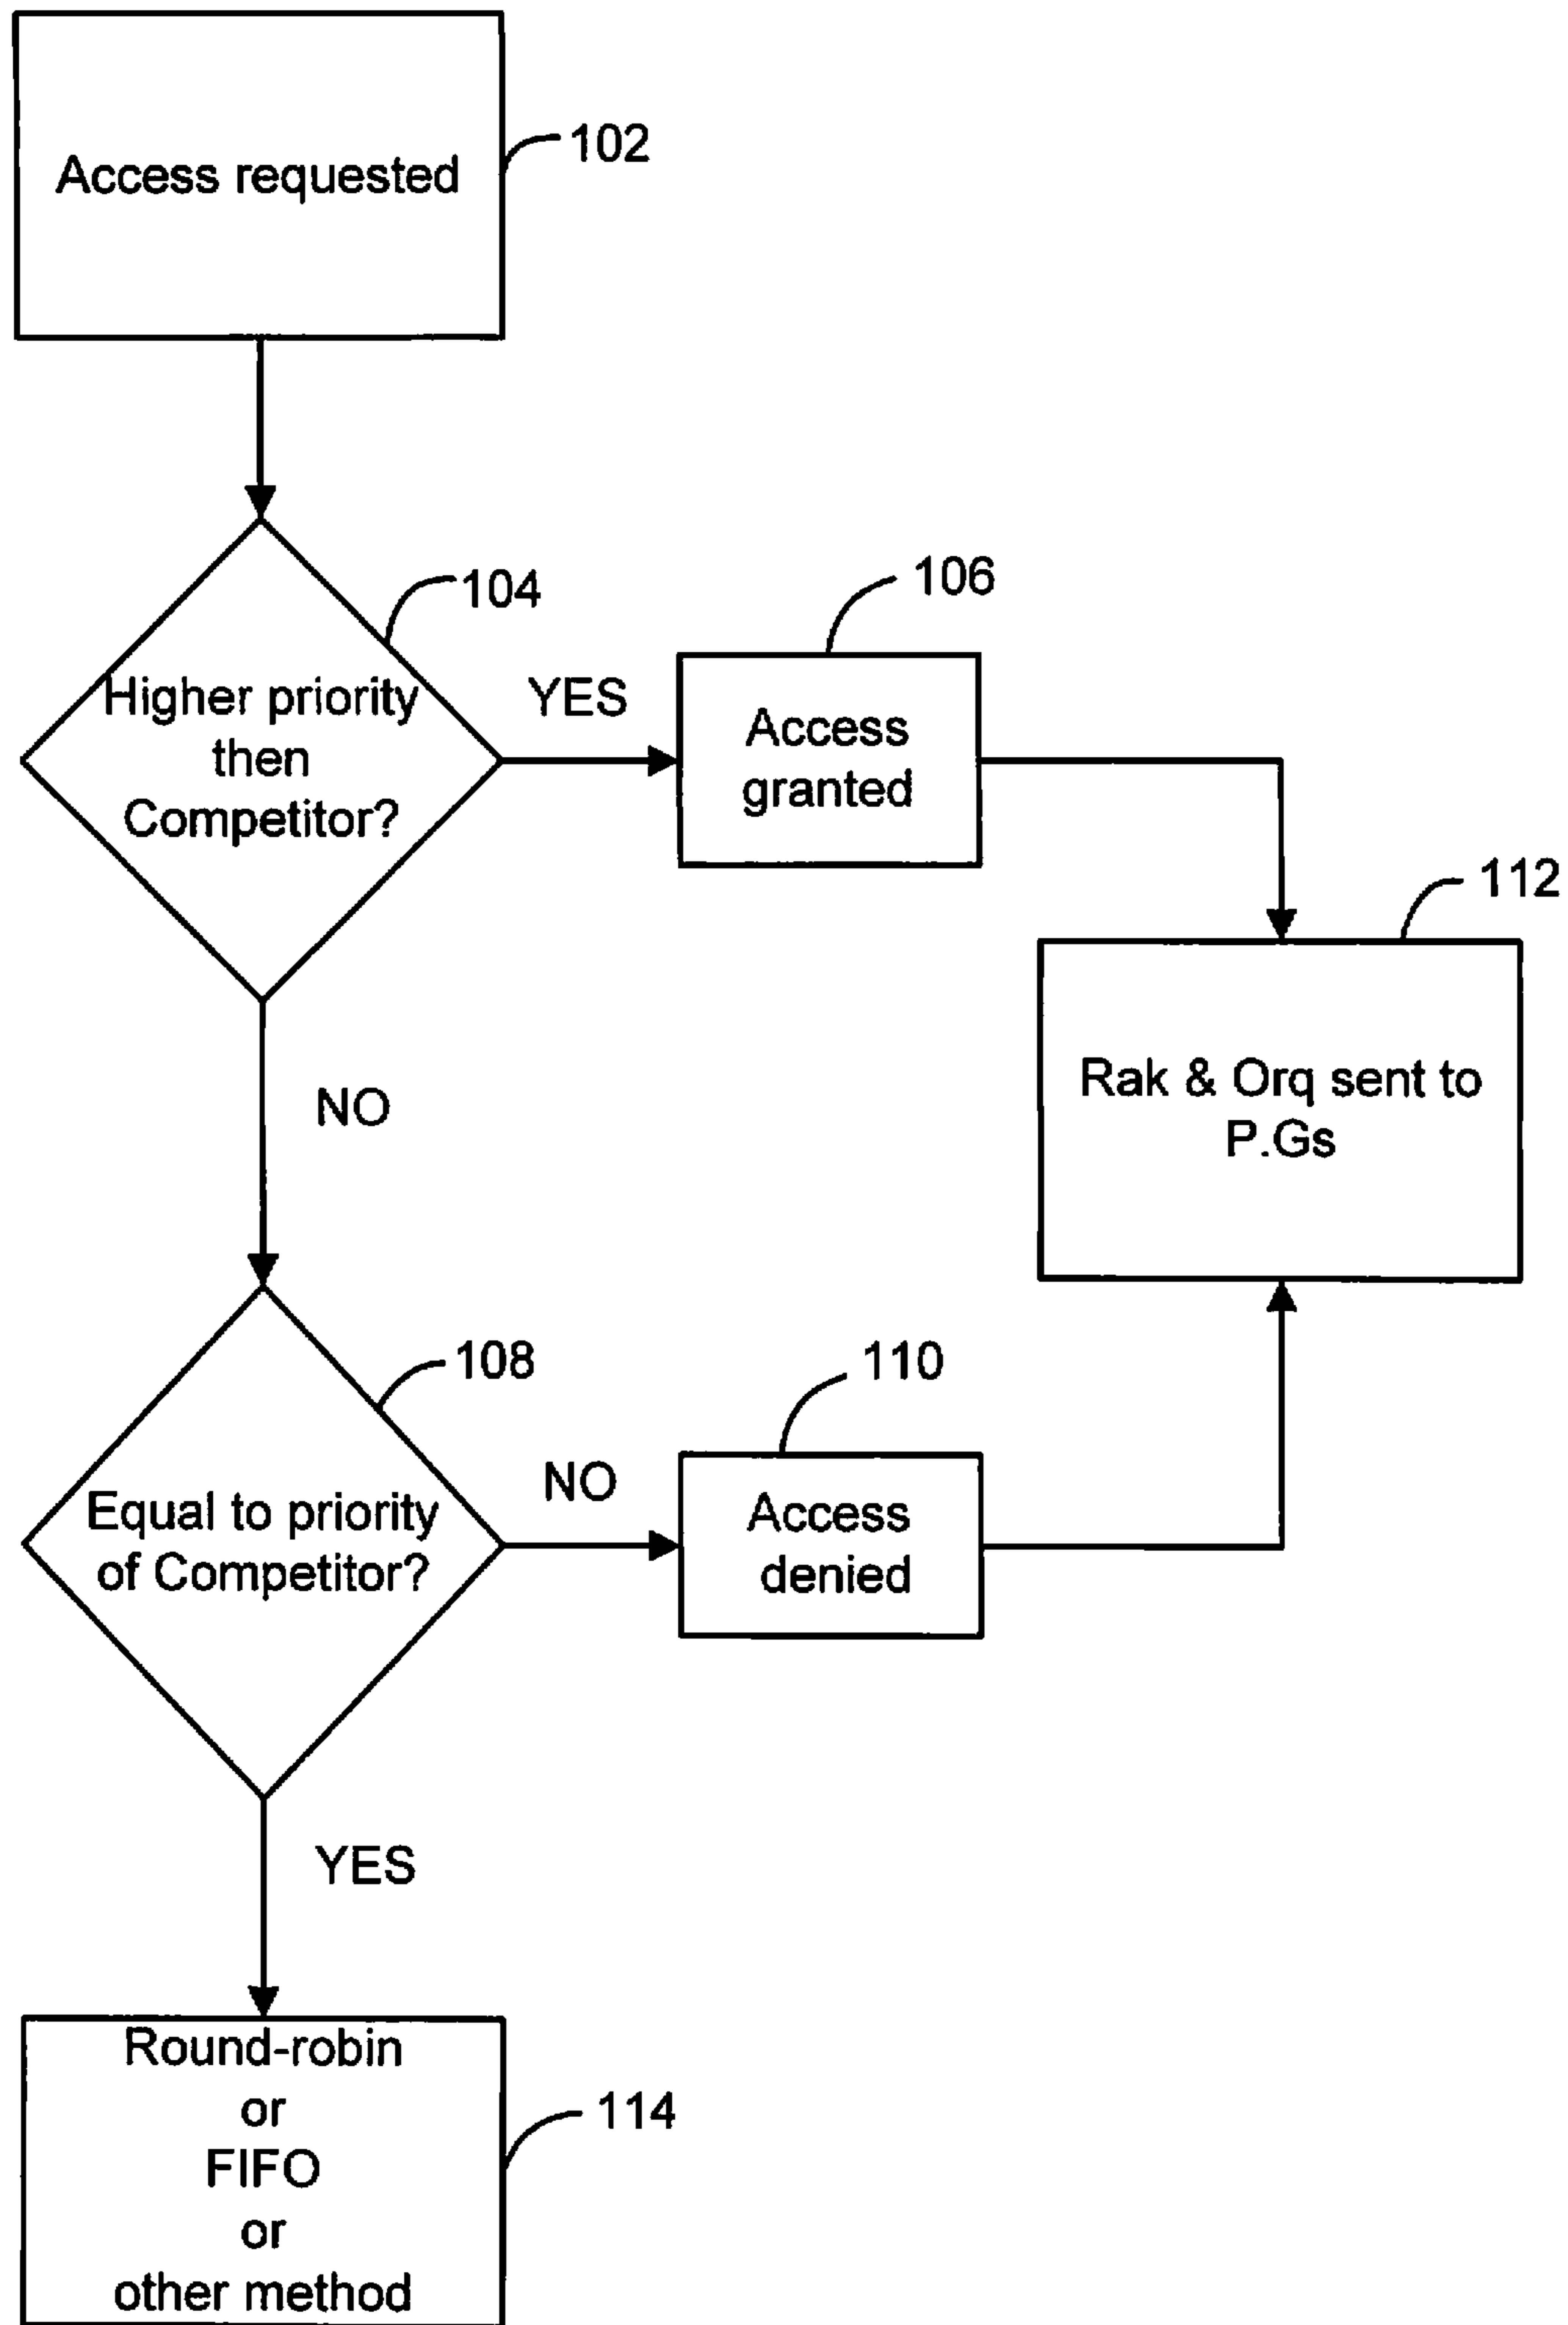 Access requested
102
104
Higher priority
then
Competitor?
YES
106
Access
granted
112
Rak & Orq sent to
P.Gs
NO
108
Equal to priority
of Competitor?
NO
110
Access
denied
YES
Round-robin
or
FIFO
or
other method
114